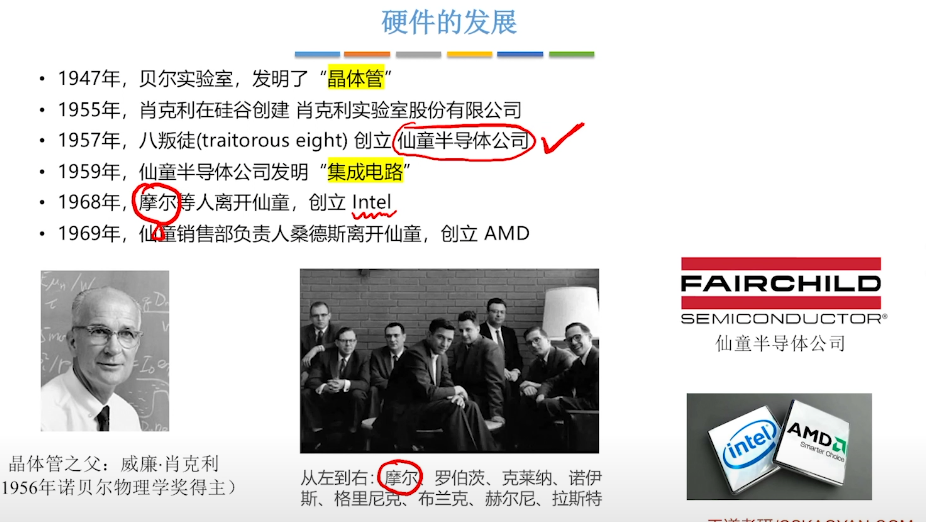 硬件的发展
• 1947年，贝尔实验室，发明了“晶体管”
• 1955年，肖克利在硅谷创建 肖克利实验室股份有限公司
• 1957年，八叛徒(traitorous eight) 创立 仙童半导体公司
• 1959年，仙童半导体公司发明“集成电路”
• 1968年，摩尔等人离开仙童，创立 Intel
• 1969年，仙童销售部负责人桑德斯离开仙童，创立 AMD
FAIRCHILD
SEMICONDUCTOR®
仙童半导体公司
intel
AMD
Smarter Choice
晶体管之父：威廉·肖克利
1956年诺贝尔物理学奖得主）
从左到右：摩尔、罗伯茨、克莱纳、诺伊
斯、格里尼克、布兰克、赫尔尼、拉斯特